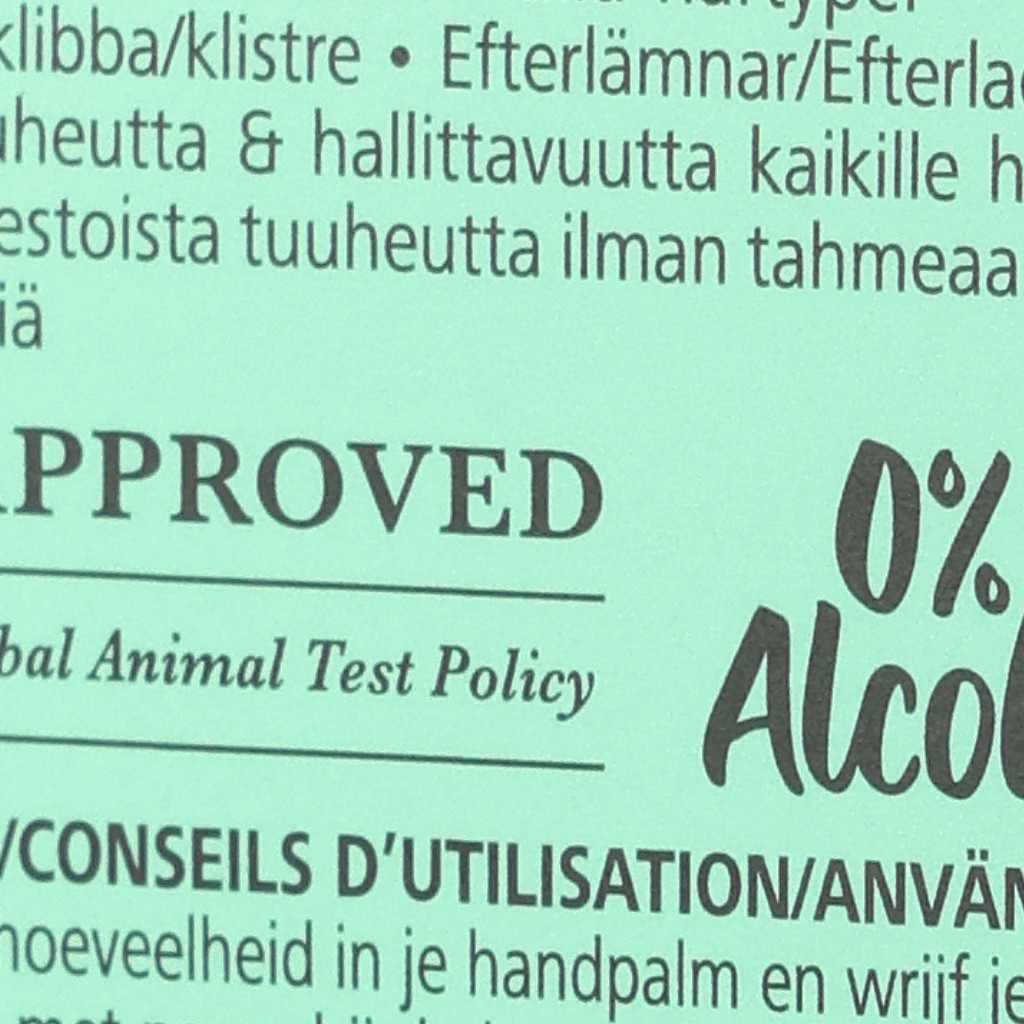 klibba/klistre • Efterlämnar/Efterla
uheutta & hallittavuutta kaikille h
estoista tuuheutta ilman tahmeaa
iä
APPROVED
0%
bal Animal Test Policy
Alcol
/CONSEILS D’UTILISATION/ANVÄN
hoeveelheid in je handpalm en wrijf je